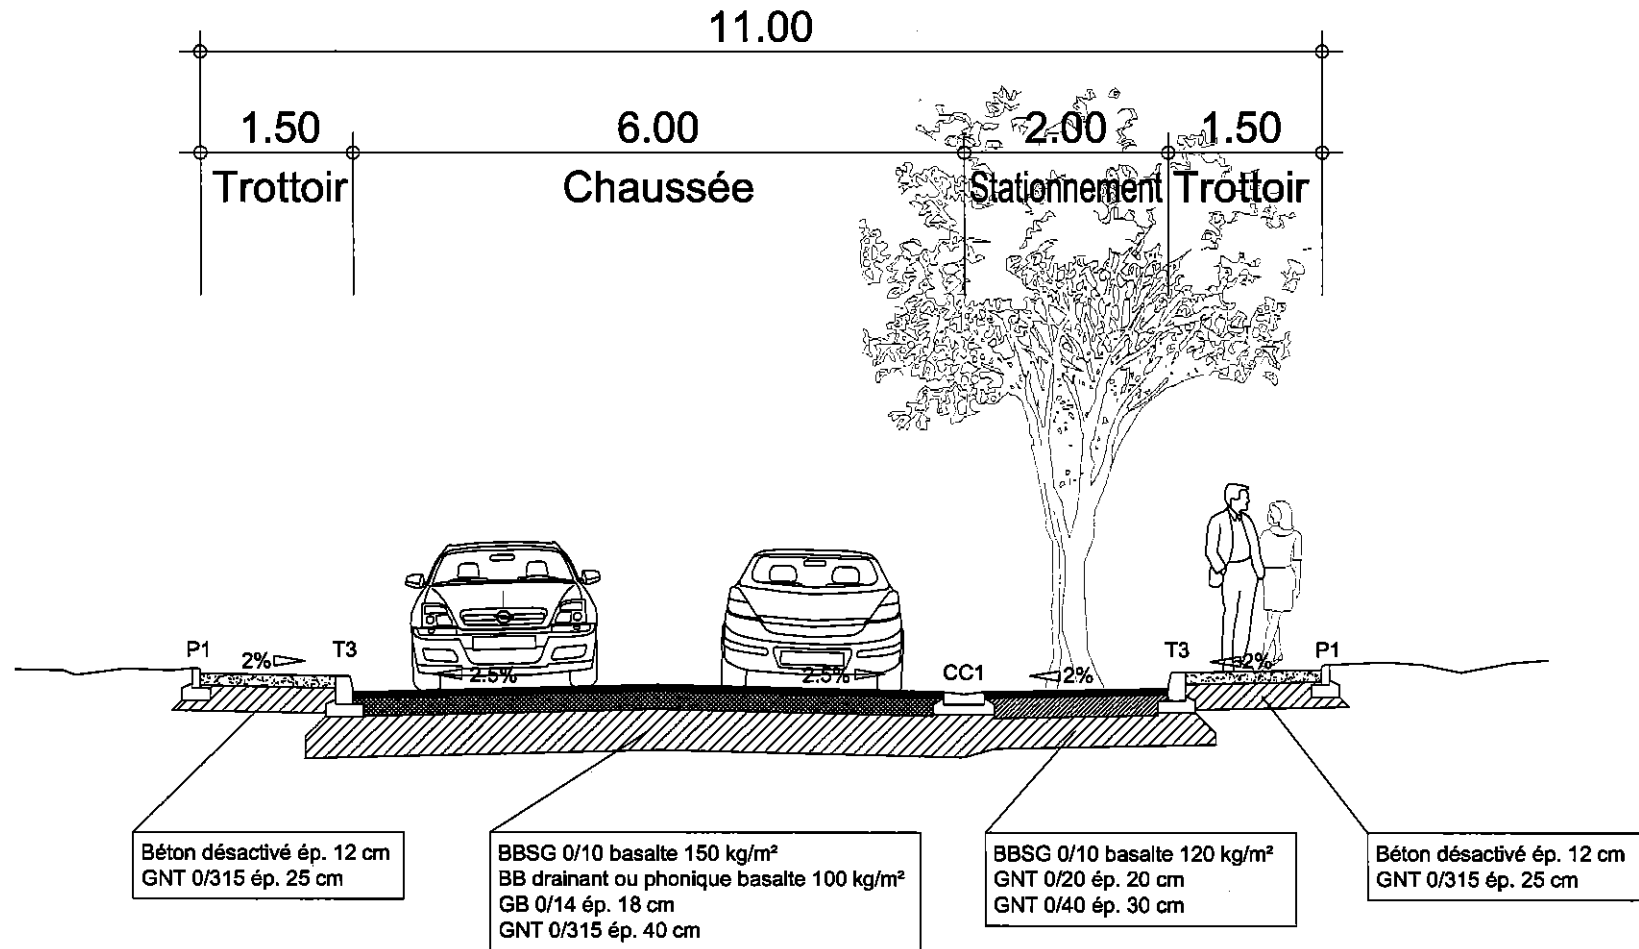 11.00
1.50 6.00 2.00 1.50
Trottoir Chaussée Stationnement Trottoir
P1 2% T3 2.5% 2.5% CC1 2% T3 2% P1
Béton désactivé ép. 12 cm
GNT 0/315 ép. 25 cm
BBSG 0/10 basalte 150 kg/m²
BB drainant ou phonique basalte 100 kg/m²
GB 0/14 ép. 18 cm
GNT 0/315 ép. 40 cm
BBSG 0/10 basalte 120 kg/m²
GNT 0/20 ép. 20 cm
GNT 0/40 ép. 30 cm
Béton désactivé ép. 12 cm
GNT 0/315 ép. 25 cm